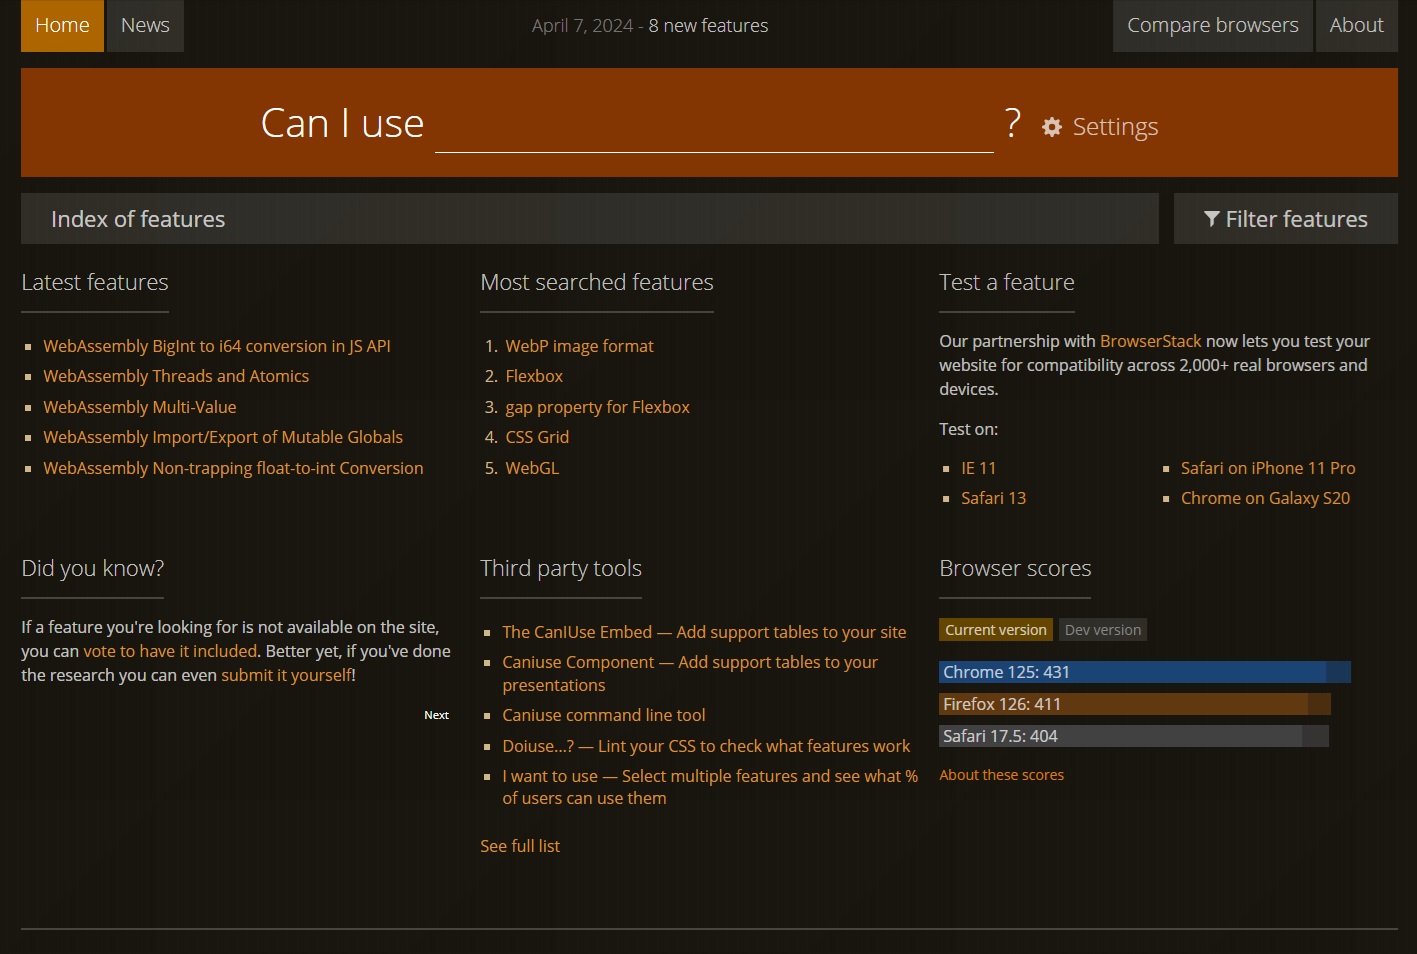 Home
News
April 7, 2024 - 8 new features
Compare browsers
About
Can I use
?
Settings
Index of features
Filter features
Latest features
WebAssembly BigInt to i64 conversion in JS API
WebAssembly Threads and Atomics
WebAssembly Multi-Value
WebAssembly Import/Export of Mutable Globals
WebAssembly Non-trapping float-to-int Conversion
Most searched features
1. WebP image format
2. Flexbox
3. gap property for Flexbox
4. CSS Grid
5. WebGL
Test a feature
Our partnership with BrowserStack now lets you test your
website for compatibility across 2,000+ real browsers and
devices.
Test on:
IE 11
Safari 13
Safari on iPhone 11 Pro
Chrome on Galaxy S20
Did you know?
If a feature you're looking for is not available on the site,
you can vote to have it included. Better yet, if you've done
the research you can even submit it yourself!
Next
Third party tools
The CanIUse Embed — Add support tables to your site
Caniuse Component — Add support tables to your
presentations
Caniuse command line tool
Doiuse...? — Lint your CSS to check what features work
I want to use — Select multiple features and see what %
of users can use them
See full list
Browser scores
Current version
Dev version
Chrome 125: 431
Firefox 126: 411
Safari 17.5: 404
About these scores